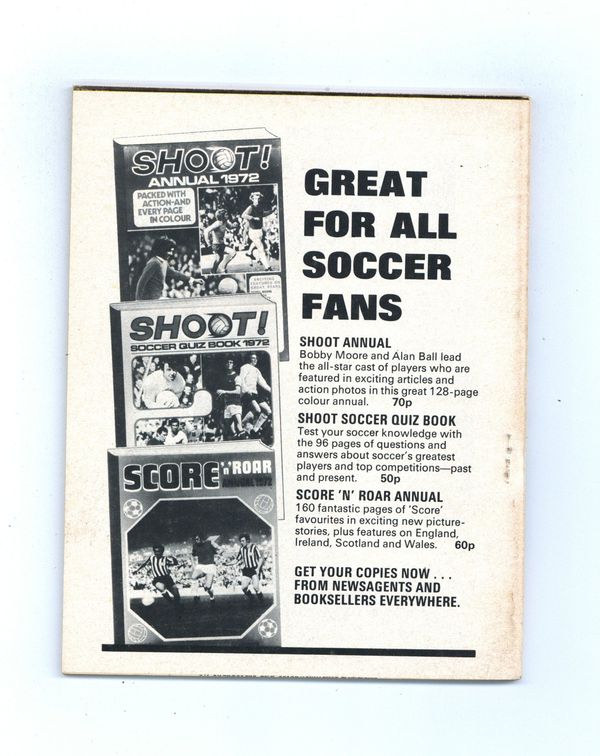 SHOOT!
ANNUAL 1972
PACKED WITH
ACTION-AND
EVERY PAGE
IN COLOUR
SHOOT!
SOCCER QUIZ BOOK 1972
SCORE 'n' ROAR
ANNUAL 1972
GREAT
FOR ALL
SOCCER
FANS
SHOOT ANNUAL
Bobby Moore and Alan Ball lead
the all-star cast of players who are
featured in exciting articles and
action photos in this great 128-page
colour annual. 70p
SHOOT SOCCER QUIZ BOOK
Test your soccer knowledge with
the 96 pages of questions and
answers about soccer's greatest
players and top competitions—past
and present. 50p
SCORE 'N' ROAR ANNUAL
160 fantastic pages of 'Score'
favourites in exciting new picture-
stories, plus features on England,
Ireland, Scotland and Wales. 60p
GET YOUR COPIES NOW . . .
FROM NEWSAGENTS AND
BOOKSELLERS EVERYWHERE.